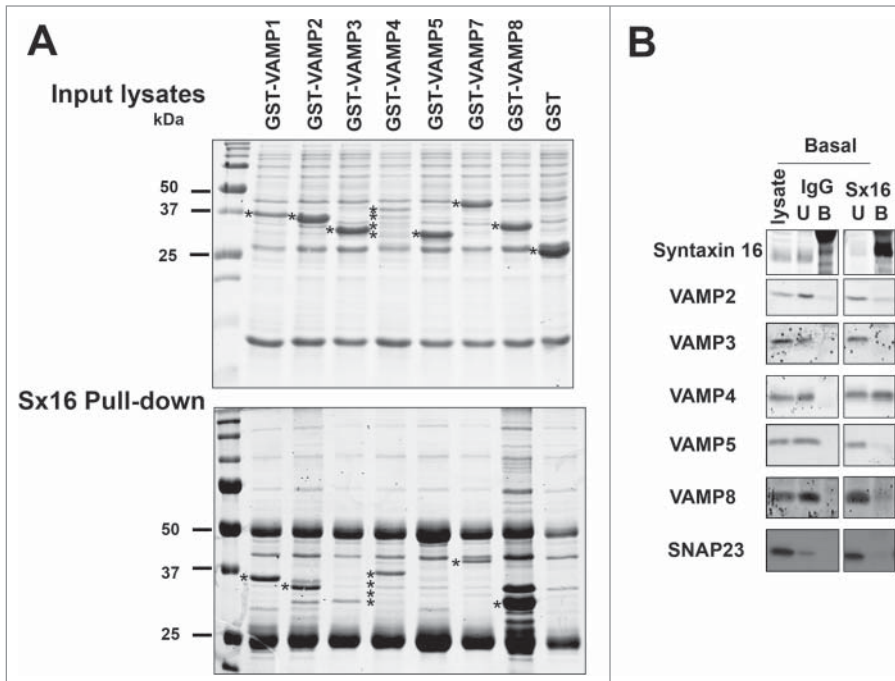 A
Input lysates
kDa
GST-VAMP1
GST-VAMP2
GST-VAMP3
GST-VAMP4
GST-VAMP5
GST-VAMP7
GST-VAMP8
GST
50
37
25
*
*
*
*
*
*
*
*
*
*
*
Sx16 Pull-down
50
37
25
*
*
*
*
*
*
*
*
*
B
Basal
lysate
IgG
Sx16
U B U B
Syntaxin 16
VAMP2
VAMP3
VAMP4
VAMP5
VAMP8
SNAP23